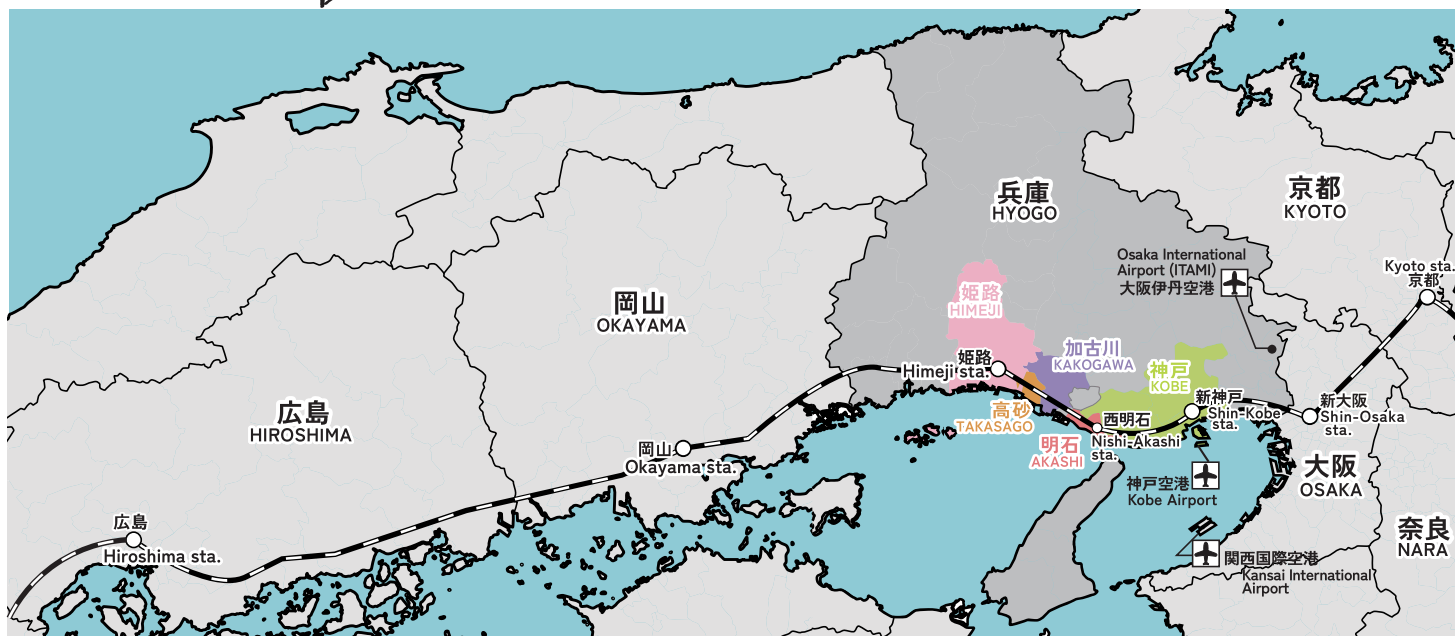 兵庫
HYOGO
京都
KYOTO
Osaka International
Airport (ITAMI)
大阪伊丹空港
Kyoto sta.
京都
岡山
OKAYAMA
姫路
HIMEJI
加古川
KAKOGAWA
神戸
KOBE
姫路
Himeji sta.
高砂
TAKASAGO
明石
AKASHI
西明石
Nishi-Akashi
sta.
新神戸
Shin-Kobe
sta.
新大阪
Shin-Osaka
sta.
広島
HIROSHIMA
岡山
Okayama sta.
大阪
OSAKA
神戸空港
Kobe Airport
広島
Hiroshima sta.
奈良
NARA
関西国際空港
Kansai International
Airport